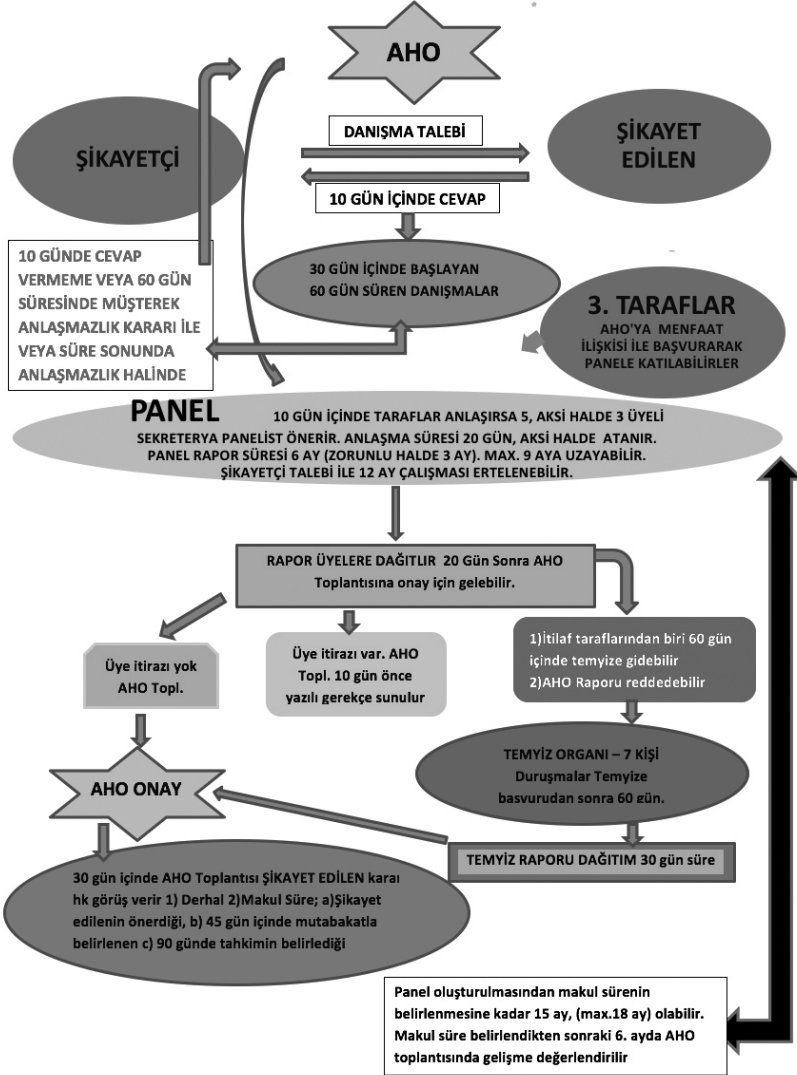 AHO
ŞİKAYETÇİ
DANIŞMA TALEBİ
10 GÜN İÇİNDE CEVAP
ŞİKAYET
EDİLEN
10 GÜNDE CEVAP
VERMEME VEYA 60 GÜN
SÜRESİNDE MÜŞTEREK
ANLAŞMAZLIK KARARI İLE
VEYA SÜRE SONUNDA
ANLAŞMAZLIK HALİNDE
30 GÜN İÇİNDE BAŞLAYAN
60 GÜN SÜREN DANIŞMALAR
3. TARAFLAR
AHO'YA MENFAAT
İLİŞKİSİ İLE BAŞVURARAK
PANELE KATILABİLİRLER
PANEL 10 GÜN İÇİNDE TARAFLAR ANLAŞIRSA 5, AKSİ HALDE 3 ÜYELİ
SEKRETERYA PANELİST ÖNERİR. ANLAŞMA SÜRESİ 20 GÜN, AKSİ HALDE ATANIR.
PANEL RAPOR SÜRESİ 6 AY (ZORUNLU HALDE 3 AY). MAX. 9 AYA UZAYABİLİR.
ŞİKAYETÇİ TALEBİ İLE 12 AY ÇALIŞMASI ERTELENEBİLİR.
RAPOR ÜYELERE DAĞITLIR 20 Gün Sonra AHO
Toplantısına onay için gelebilir.
Üye itirazı yok
AHO Topl.
Üye itirazı var. AHO
Topl. 10 gün önce
yazılı gerekçe sunulur
1)İtilaf taraflarından biri 60 gün
içinde temyize gidebilir
2)AHO Raporu reddedebilir
TEMYİZ ORGANI – 7 KİŞİ
Duruşmalar Temyize
basvurudan sonra 60 gün.
AHO ONAY
TEMYİZ RAPORU DAĞITIM 30 gün süre
30 gün içinde AHO Toplantısı ŞİKAYET EDİLEN karaı
hk görüş verir 1) Derhal 2)Makul Süre; a)Şikayet
edilenin önerdiği, b) 45 gün içinde mutabakatla
belirlenen c) 90 günde tahkimin belirlediği
Panel oluşturulmasından makul sürenin
belirlenmesine kadar 15 ay, (max.18 ay) olabilir.
Makul süre belirlendikten sonraki 6. ayda AHO
toplantısında gelişme değerlendirilir